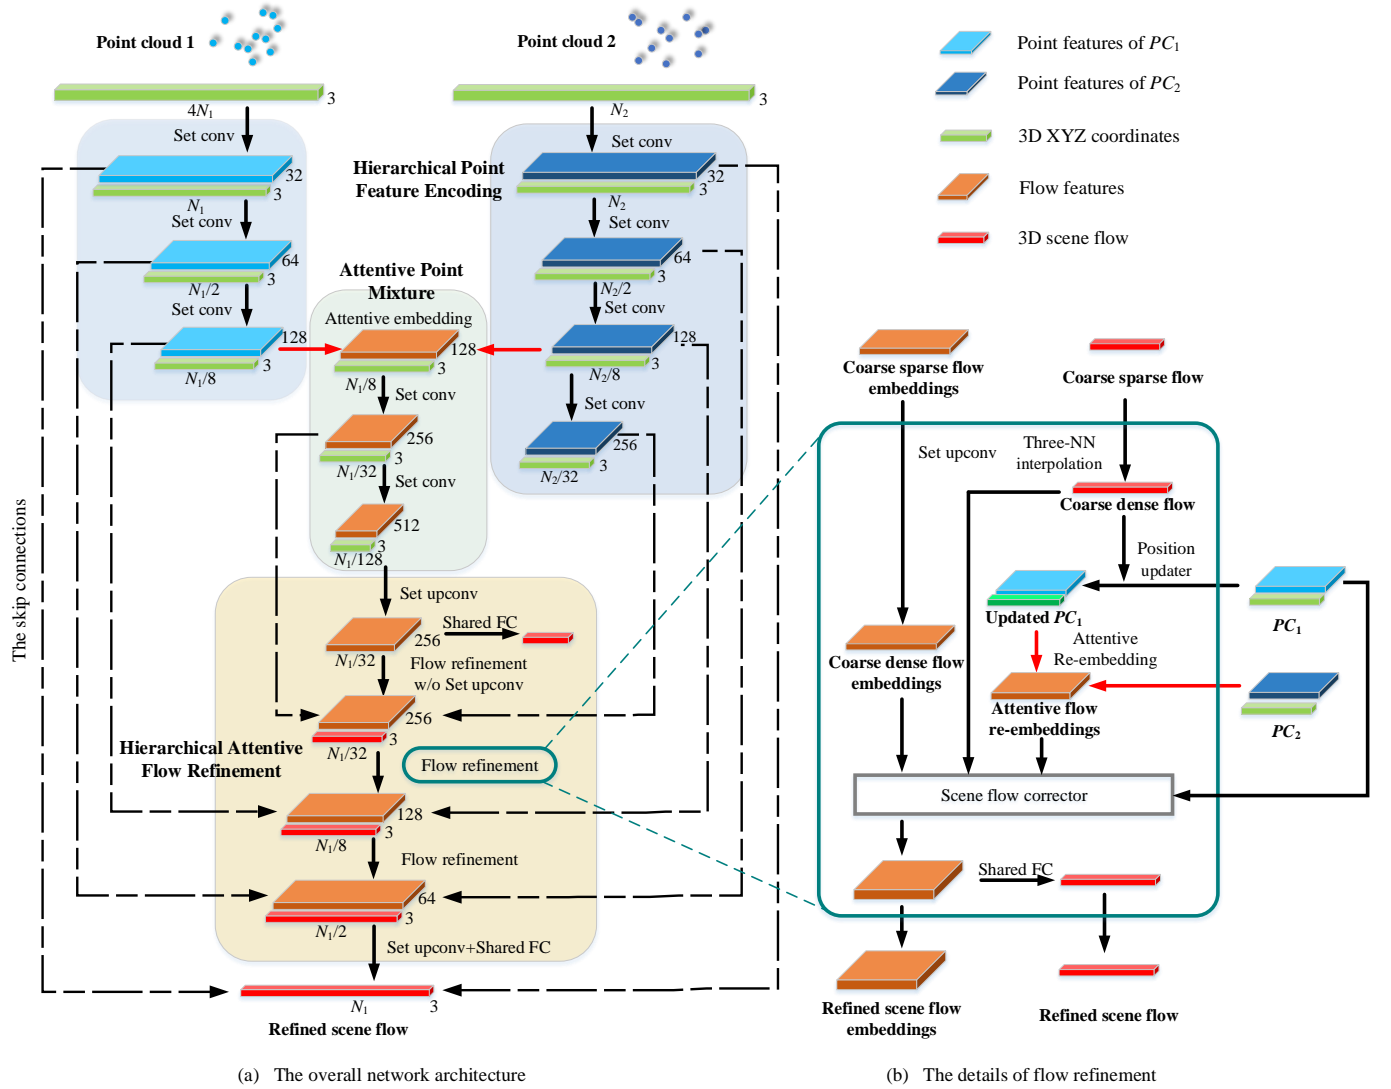 Point cloud 1
3
4N₁
Set conv
32
3
N₁
Set conv
64
3
N₁/2
Set conv
128
3
N₁/8
Point cloud 2
3
N₂
Set conv
Hierarchical Point
Feature Encoding
32
3
N₂
Set conv
64
3
N₂/2
Set conv
128
3
N₂/8
Set conv
256
3
N₂/32
Attentive Point
Mixture
Attentive embedding
128
3
N₁/8
Set conv
256
3
N₁/32
Set conv
512
3
N₁/128
The skip connections
Set upconv
256
Shared FC
N₁/32
Flow refinement
w/o Set upconv
256
3
N₁/32
Hierarchical Attentive
Flow Refinement
Flow refinement
128
3
N₁/8
Flow refinement
64
3
N₁/2
Set upconv+Shared FC
N₁
3
Refined scene flow
(a) The overall network architecture
Point features of PC₁
Point features of PC₂
3D XYZ coordinates
Flow features
3D scene flow
Coarse sparse flow
embeddings
Coarse sparse flow
Set upconv
Three-NN
interpolation
Coarse dense flow
Position
updater
Updated PC₁
PC₁
Attentive
Re-embedding
Coarse dense flow
embeddings
Attentive flow
re-embeddings
PC₂
Scene flow corrector
Shared FC
Refined scene flow
embeddings
Refined scene flow
(b) The details of flow refinement